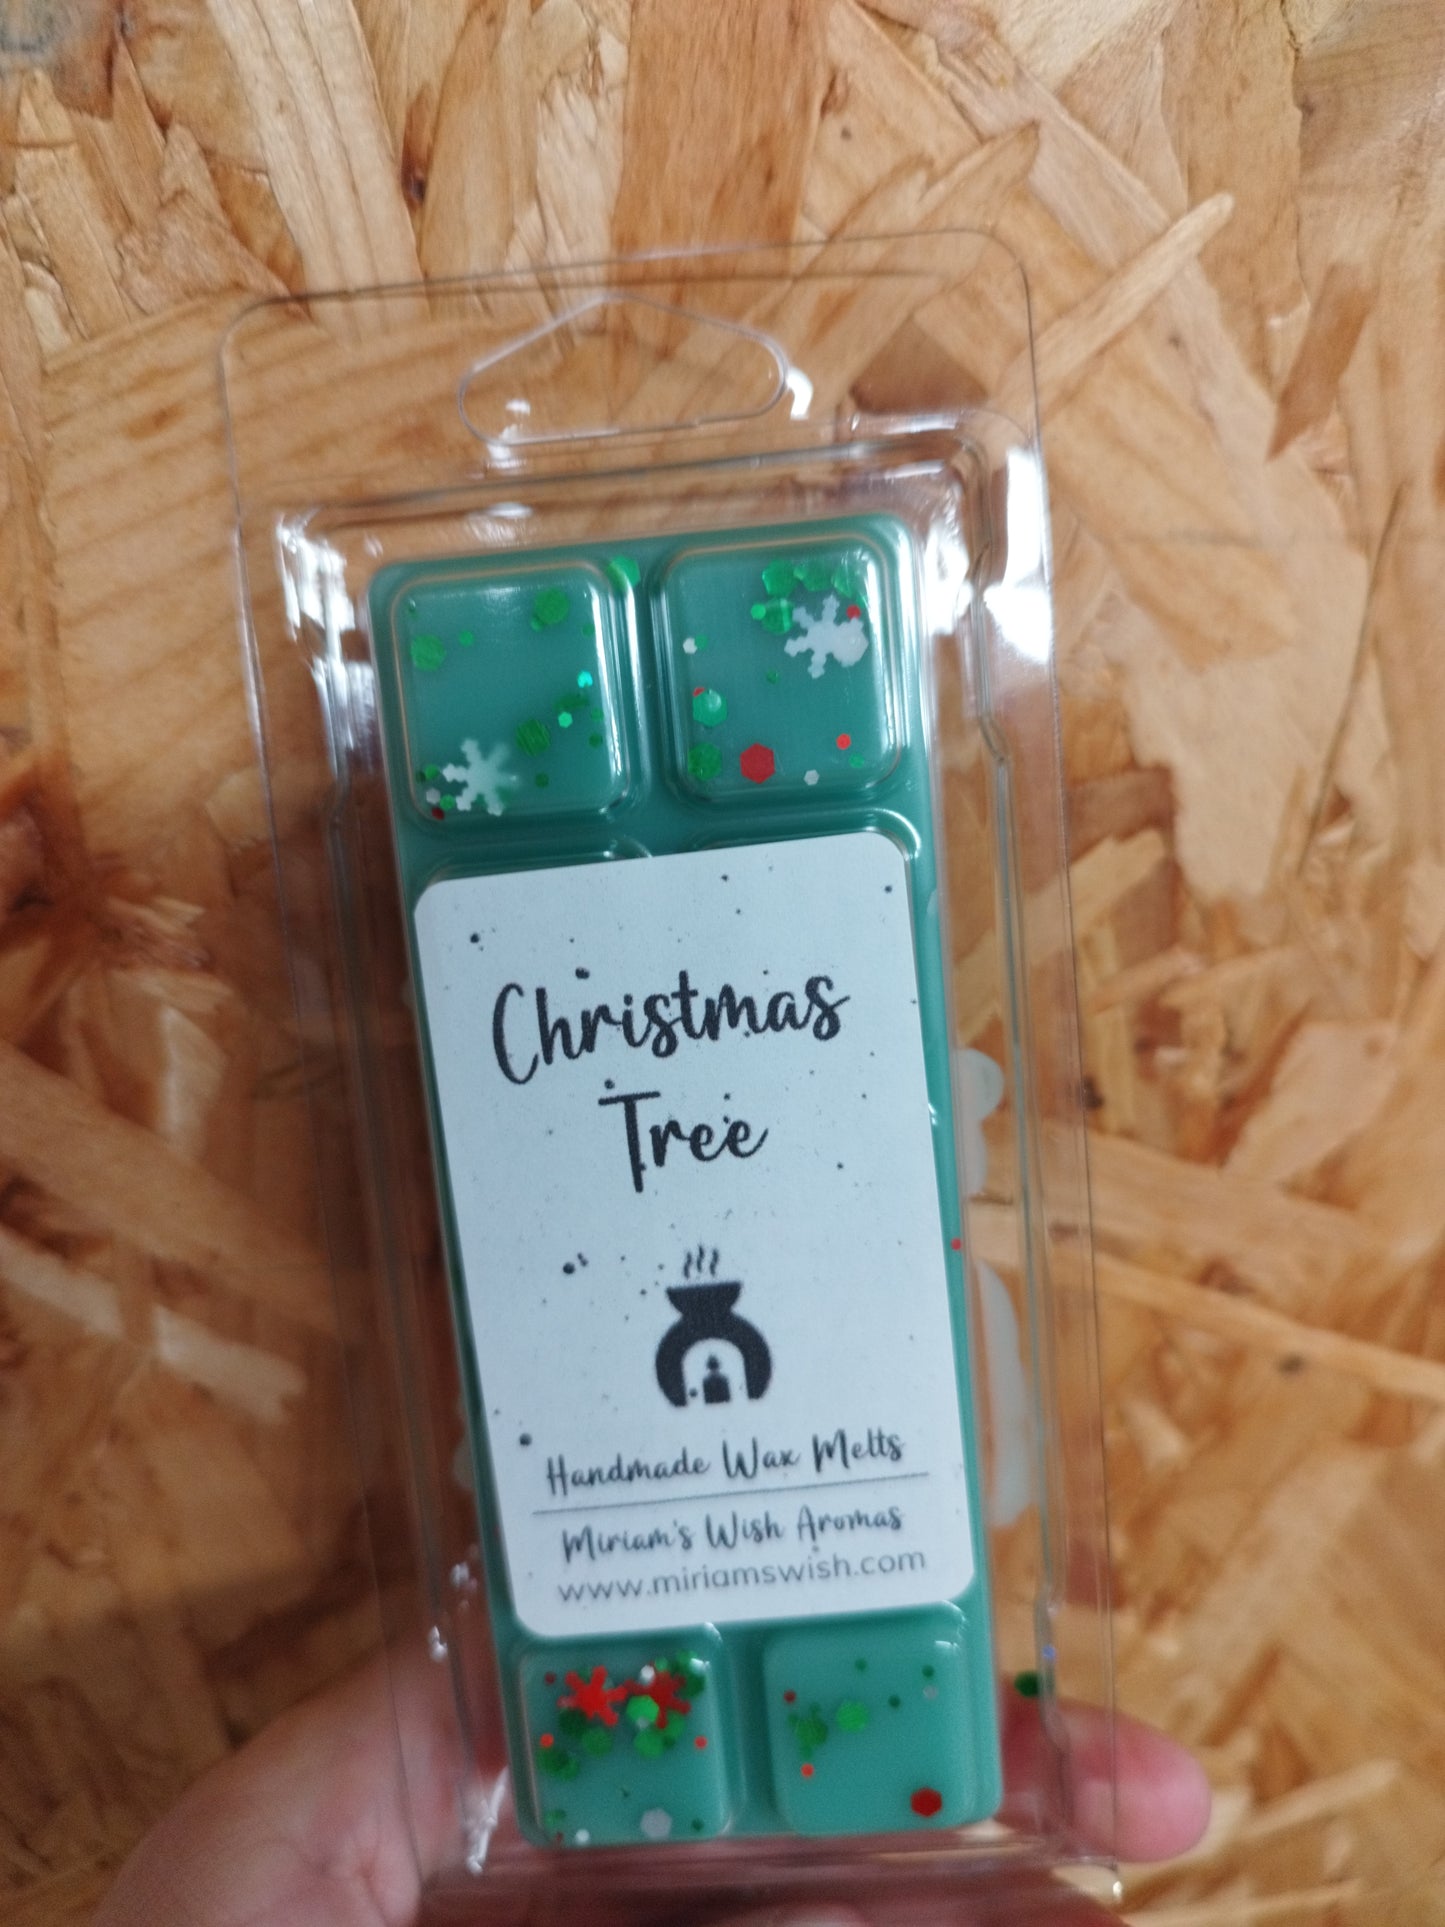 Christmas
Tree
Handmade Wax Melts
Miriam's Wish Aromas
www.miriamswish.com